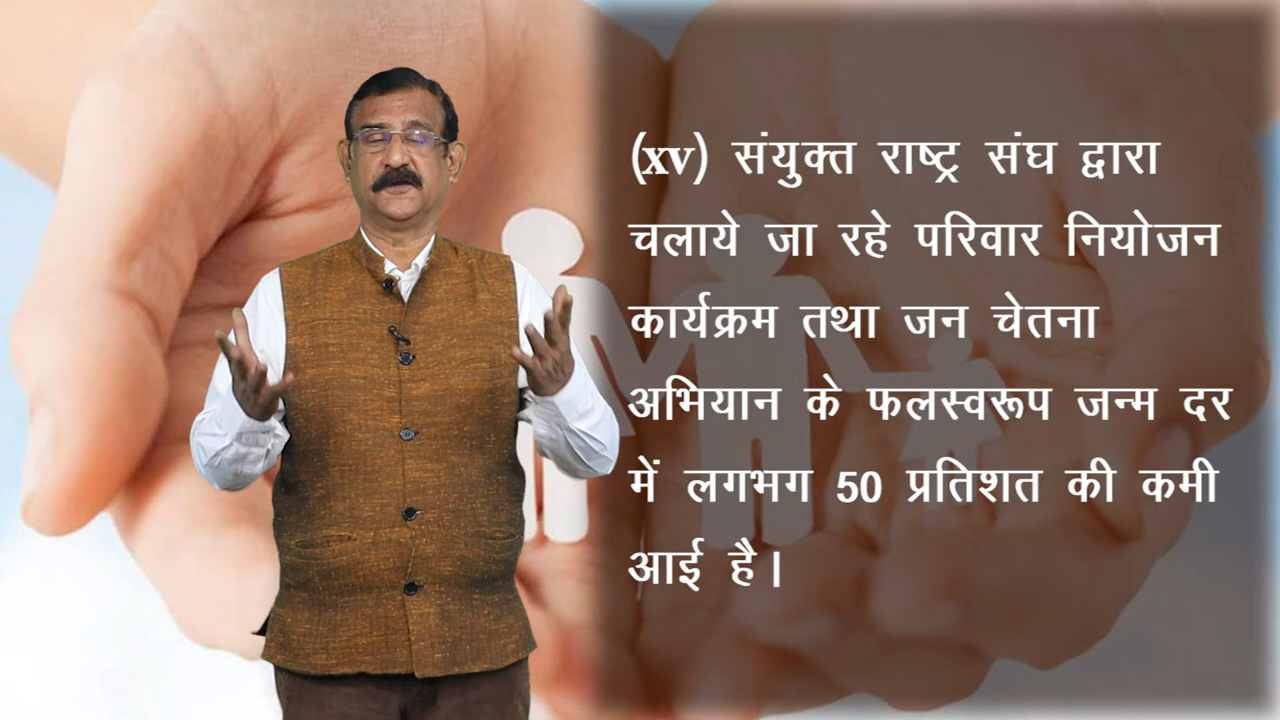 (xv) संयुक्त राष्ट्र संघ द्वारा
चलाये जा रहे परिवार नियोजन
कार्यक्रम तथा जन चेतना
अभियान के फलस्वरूप जन्म दर
में लगभग 50 प्रतिशत की कमी
आई है।